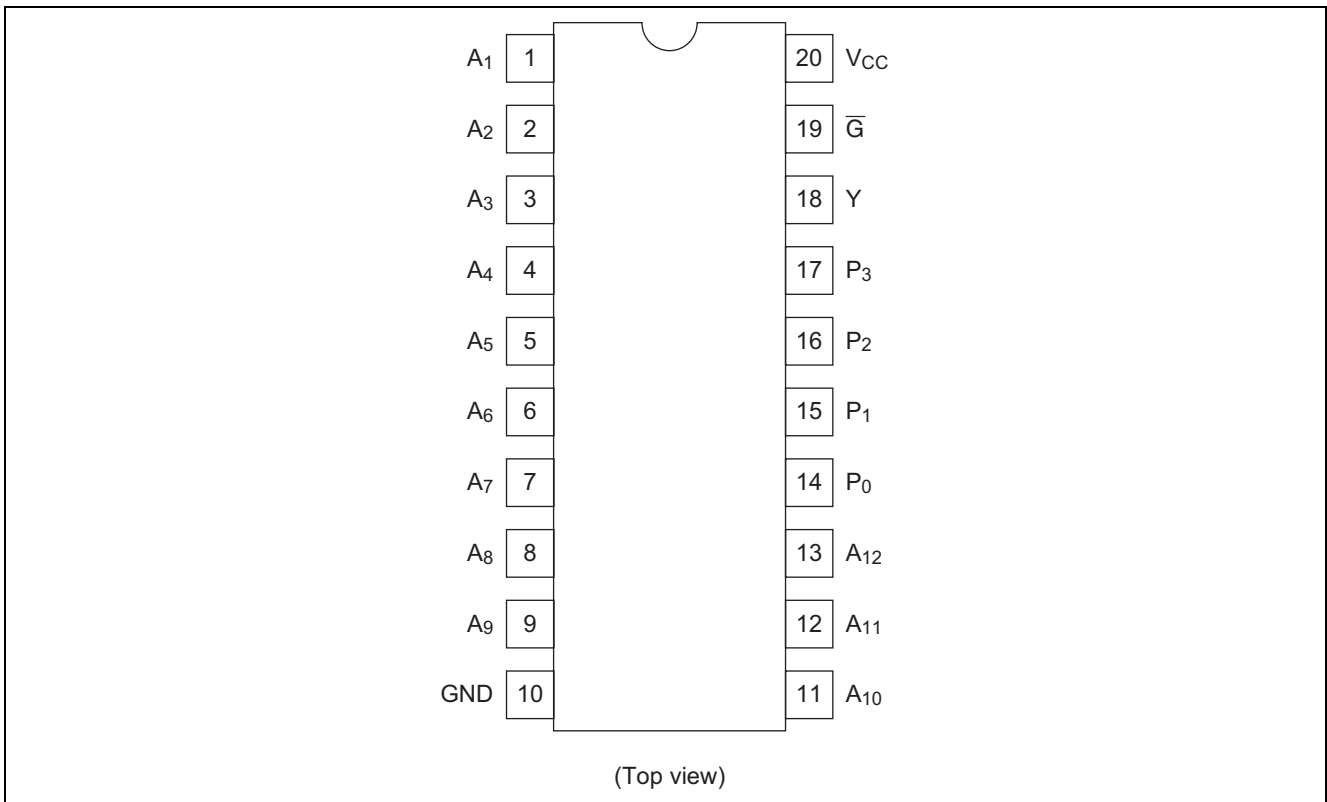 A1 1 20 VCC
A2 2 19 G̅
A3 3 18 Y
A4 4 17 P3
A5 5 16 P2
A6 6 15 P1
A7 7 14 P0
A8 8 13 A12
A9 9 12 A11
GND 10 11 A10
(Top view)